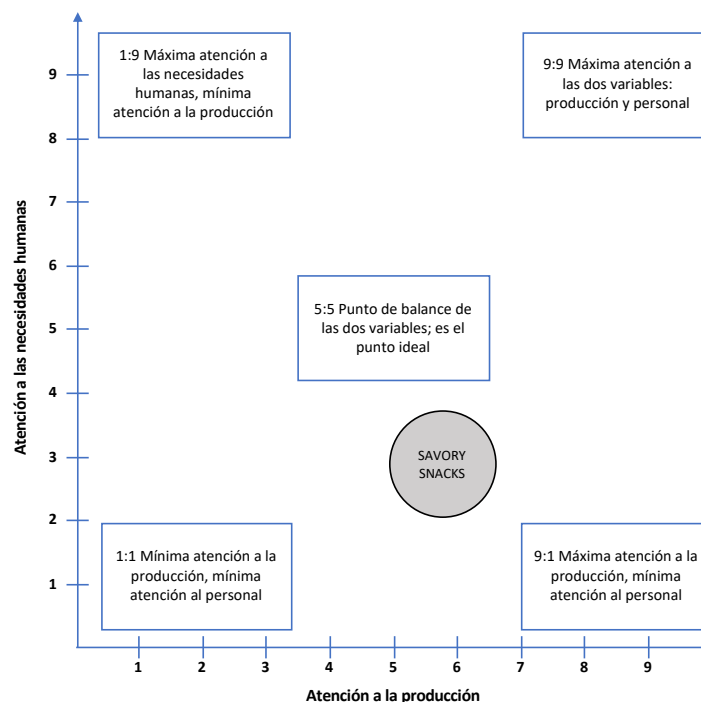 1:9 Máxima atención a
las necesidades
humanas, mínima
atención a la producción
9:9 Máxima atención a
las dos variables:
producción y personal
9
8
7
6
5
4
3
2
1
Atención a las necesidades humanas
5:5 Punto de balance de
las dos variables; es el
punto ideal
SAVORY
SNACKS
1:1 Mínima atención a la
producción, mínima
atención al personal
9:1 Máxima atención a la
producción, mínima
atención al personal
1 2 3 4 5 6 7 8 9
Atención a la producción